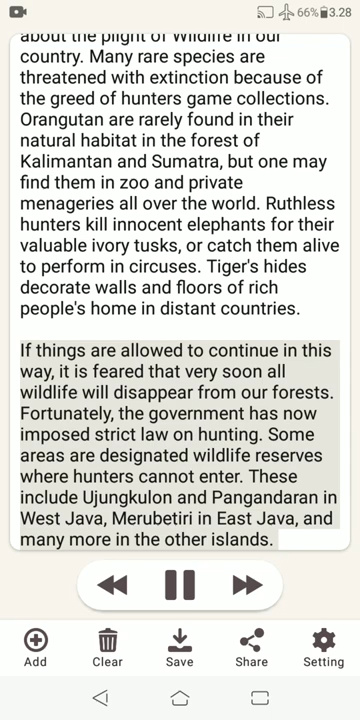 66% 3.28
about the plight of Wildlife in our
country. Many rare species are
threatened with extinction because of
the greed of hunters game collections.
Orangutan are rarely found in their
natural habitat in the forest of
Kalimantan and Sumatra, but one may
find them in zoo and private
menageries all over the world. Ruthless
hunters kill innocent elephants for their
valuable ivory tusks, or catch them alive
to perform in circuses. Tiger's hides
decorate walls and floors of rich
people's home in distant countries.
If things are allowed to continue in this
way, it is feared that very soon all
wildlife will disappear from our forests.
Fortunately, the government has now
imposed strict law on hunting. Some
areas are designated wildlife reserves
where hunters cannot enter. These
include Ujungkulon and Pangandaran in
West Java, Merubetiri in East Java, and
many more in the other islands.
Add Clear Save Share Setting